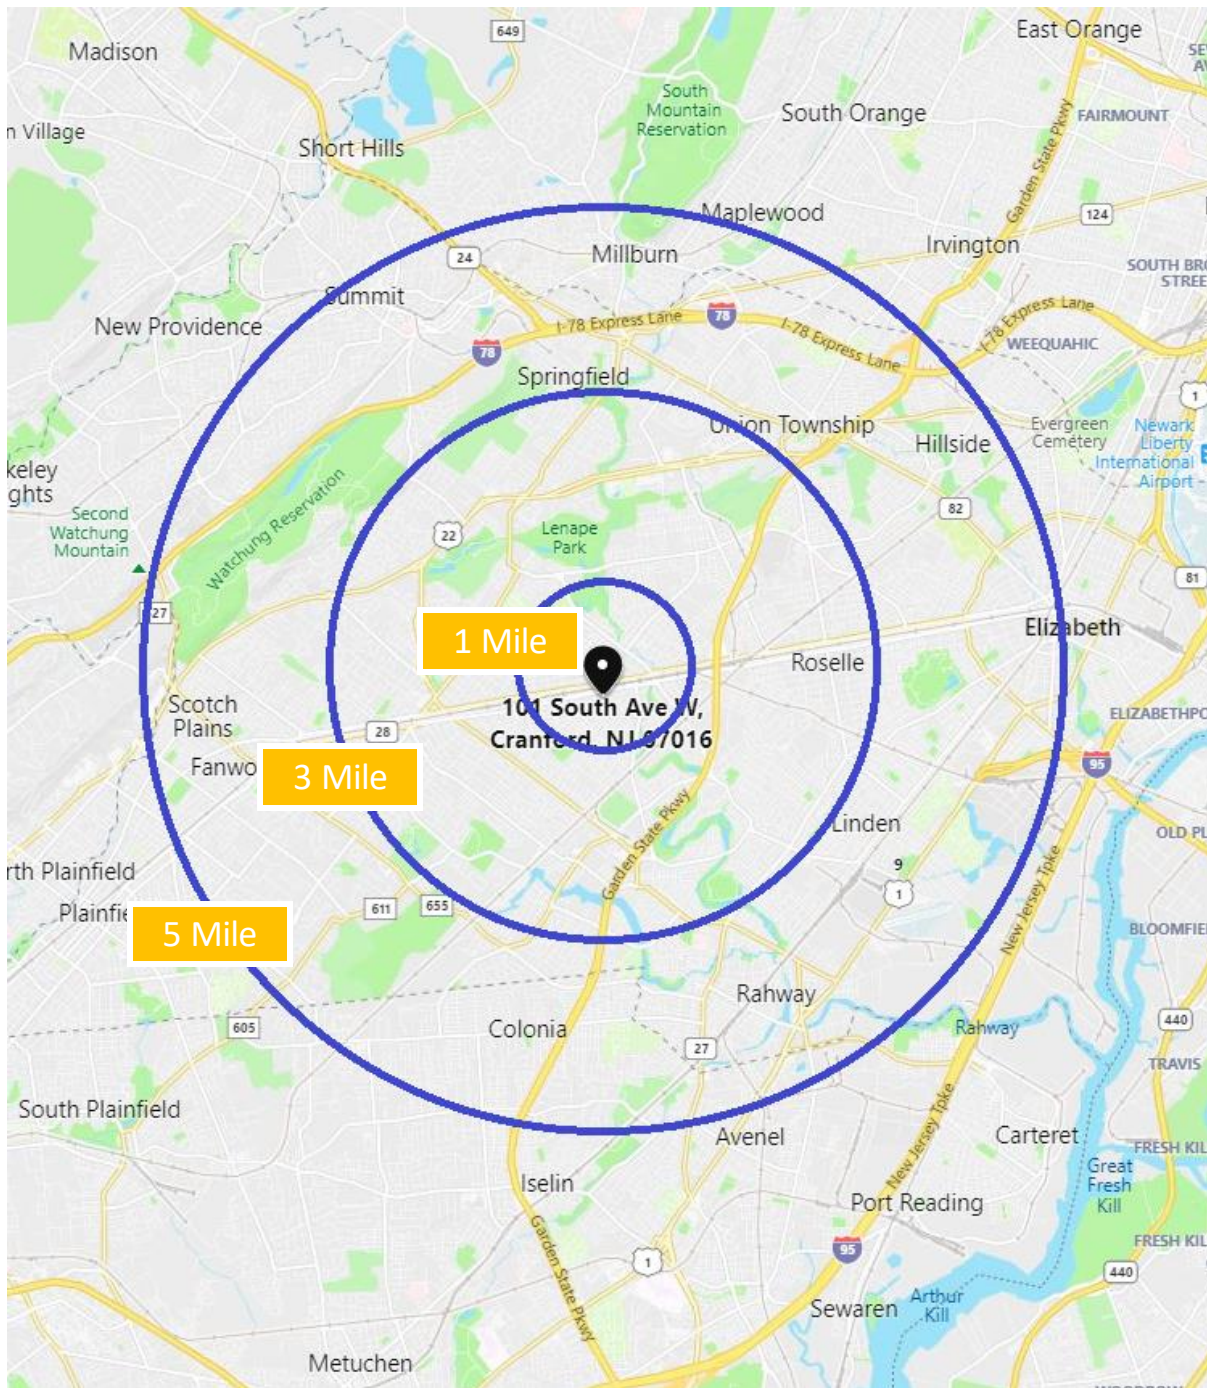 649
Madison
East Orange
South
Mountain
Reservation
South Orange
FAIRMOUNT
n Village
Short Hills
Garden State Pkwy
Maplewood
124
24
Millburn
Irvington
SOUTH BRO
STREE
Summit
New Providence
I-78 Express Lane
78
I-78 Express Lane
I-78 Express Lane
WEEQUAHIC
78
Springfield
1
Union Township
Hillside
Evergreen
Cemetery
Newark
Liberty
International
Airport -
keley
ghts
Second
Watchung
Mountain
Watchung Reservation
22
Lenape
Park
82
81
27
1 Mile
Elizabeth
Roselle
Scotch
Plains
28
101 South Ave W,
Cranford, NJ 07016
ELIZABETHPO
Fanwo
3 Mile
95
Garden State Pkwy
Linden
OLD PL
rth Plainfield
9
1
New Jersey Tpke
Plainfie
611
655
5 Mile
BLOOMFIE
Rahway
605
Colonia
Rahway
440
27
TRAVIS
South Plainfield
New Jersey Tpke
Avenel
Carteret
FRESH KIL
Great
Fresh
Kill
Iselin
Port Reading
Garden State Pkwy
95
1
FRESH KIL
440
Sewaren
Arthur
Kill
Metuchen